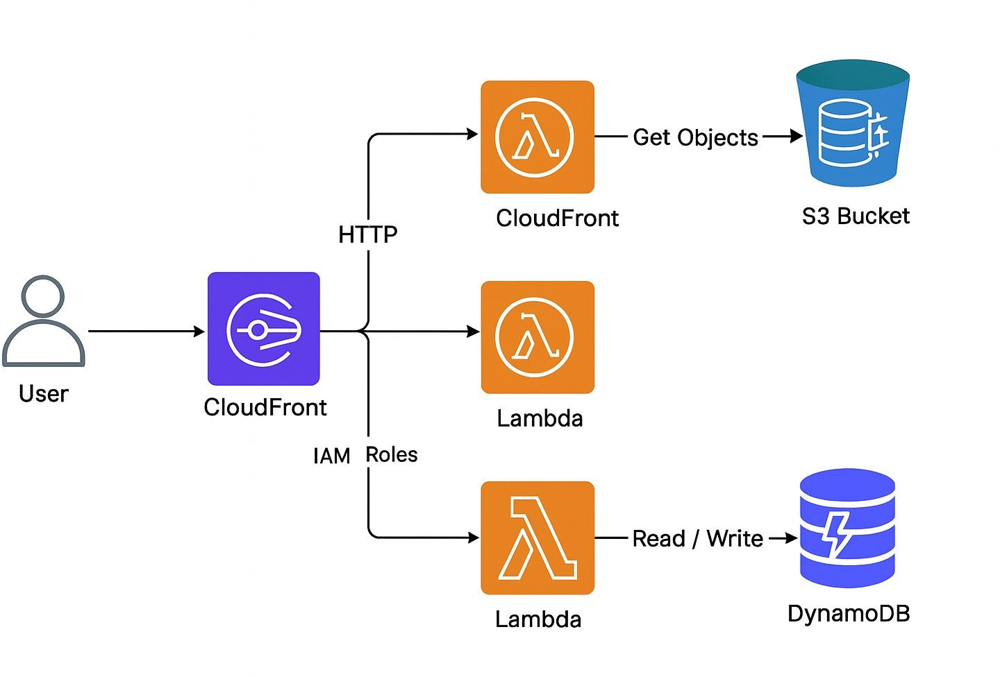 Get Objects
CloudFront
S3 Bucket
HTTP
User
CloudFront
Lambda
IAM Roles
Read / Write
Lambda
DynamoDB